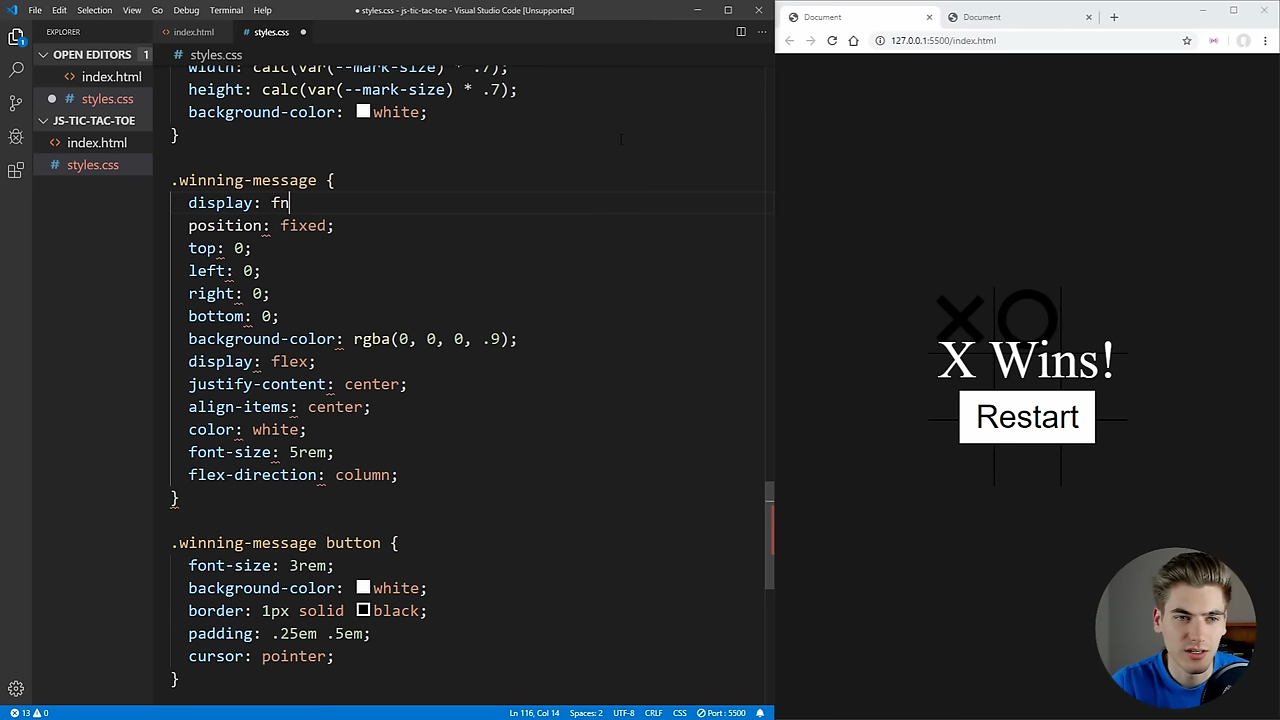 File Edit Selection View Go Debug Terminal Help
● styles.css - js-tic-tac-toe - Visual Studio Code [Unsupported]
EXPLORER
OPEN EDITORS 1
index.html
styles.css
JS-TIC-TAC-TOE
index.html
styles.css
index.html
styles.css
styles.css
width: calc(var(--mark-size) * .7);
height: calc(var(--mark-size) * .7);
background-color: white;
}
.winning-message {
display: fn
position: fixed;
top: 0;
left: 0;
right: 0;
bottom: 0;
background-color: rgba(0, 0, 0, .9);
display: flex;
justify-content: center;
align-items: center;
color: white;
font-size: 5rem;
flex-direction: column;
}
.winning-message button {
font-size: 3rem;
background-color: white;
border: 1px solid black;
padding: .25em .5em;
cursor: pointer;
}
13 0
Ln 116, Col 14 Spaces: 2 UTF-8 CRLF CSS Port : 5500
Document
Document
127.0.0.1:5500/index.html
X Wins!
Restart